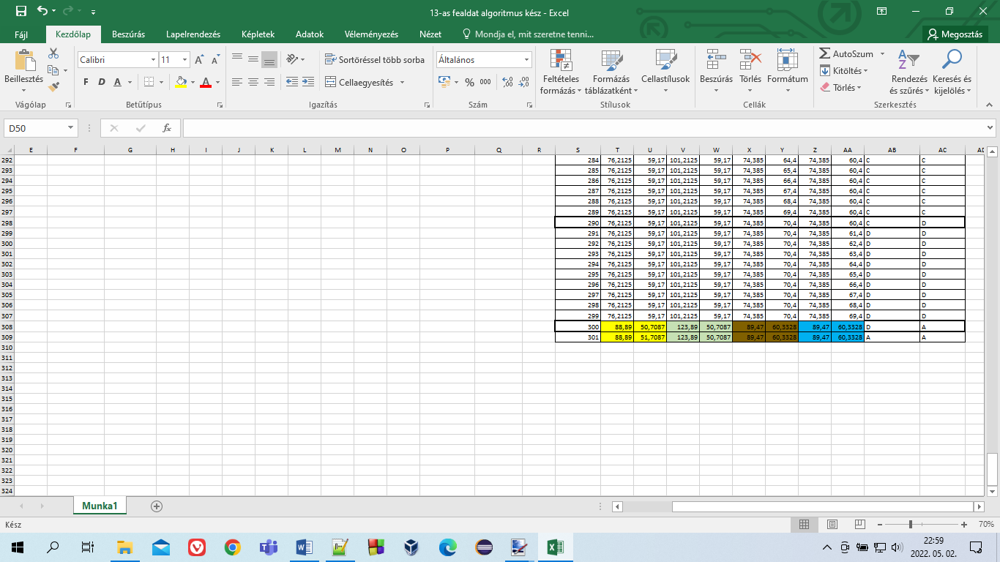 13-as fealdat algoritmus kész - Excel
Fájl Kezdőlap Beszúrás Lapelrendezés Képletek Adatok Véleményezés Nézet Mondja el, mit szeretne tenni... Megosztás
Beillesztés
Calibri 11
F D A
A A
A
Sortöréssel több sorba
Cellaegyesítés
Általános
% 000
Feltételes formázás
Formázás táblázatként
Cellastílusok
Beszúrás Törlés Formátum
AutoSzum
Kitöltés
Törlés
Rendezés és szűrés
Keresés és kijelölés
Vágólap Betűtípus Igazítás Szám Stílusok Cellák Szerkesztés
D50 fx
E F G H I J K L M N O P Q R S T U V W X Y Z AA AB AC
292 284 76,2125 59,17 101,2125 59,17 74,385 64,4 74,385 60,4 C C
293 285 76,2125 59,17 101,2125 59,17 74,385 65,4 74,385 60,4 C C
294 286 76,2125 59,17 101,2125 59,17 74,385 66,4 74,385 60,4 C C
295 287 76,2125 59,17 101,2125 59,17 74,385 67,4 74,385 60,4 C C
296 288 76,2125 59,17 101,2125 59,17 74,385 68,4 74,385 60,4 C C
297 289 76,2125 59,17 101,2125 59,17 74,385 69,4 74,385 60,4 C C
298 290 76,2125 59,17 101,2125 59,17 74,385 70,4 74,385 60,4 C D
299 291 76,2125 59,17 101,2125 59,17 74,385 70,4 74,385 61,4 D D
300 292 76,2125 59,17 101,2125 59,17 74,385 70,4 74,385 62,4 D D
301 293 76,2125 59,17 101,2125 59,17 74,385 70,4 74,385 63,4 D D
302 294 76,2125 59,17 101,2125 59,17 74,385 70,4 74,385 64,4 D D
303 295 76,2125 59,17 101,2125 59,17 74,385 70,4 74,385 65,4 D D
304 296 76,2125 59,17 101,2125 59,17 74,385 70,4 74,385 66,4 D D
305 297 76,2125 59,17 101,2125 59,17 74,385 70,4 74,385 67,4 D D
306 298 76,2125 59,17 101,2125 59,17 74,385 70,4 74,385 68,4 D D
307 299 76,2125 59,17 101,2125 59,17 74,385 70,4 74,385 69,4 D D
308 300 88,89 50,7087 123,89 50,7087 89,47 60,3328 89,47 60,3328 D A
309 301 88,89 51,7087 123,89 50,7087 89,47 60,3328 89,47 60,3328 A A
310
311
312
313
314
315
316
317
318
319
320
321
322
323
324
Munka1
Kész 70%
22:59
2022. 05. 02.